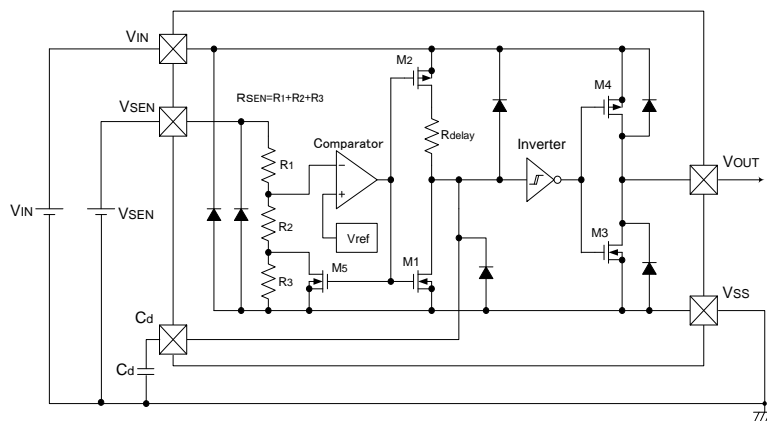 VIN
M2
M4
RSEN=R1+R2+R3
VSEN
Comparator
Rdelay
Inverter
R1
VOUT
VIN
VSEN
R2
Vref
M3
M5
M1
R3
VSS
Cd
Cd